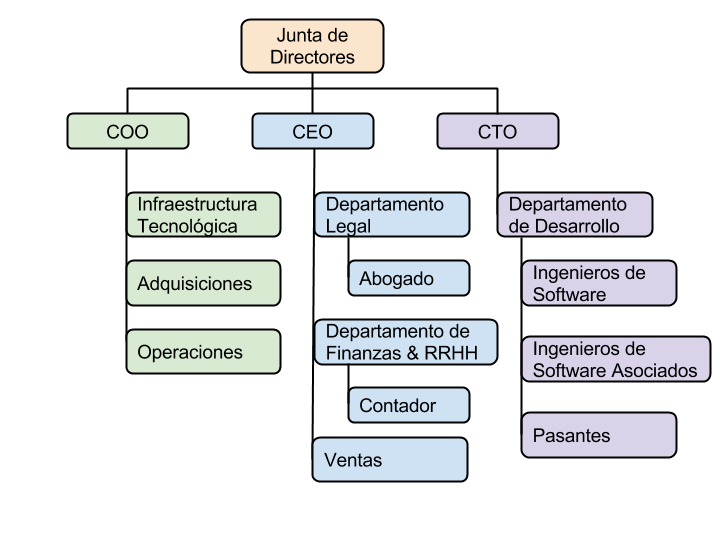 Junta de
Directores
COO
CEO
CTO
Infraestructura
Tecnológica
Adquisiciones
Operaciones
Departamento
Legal
Abogado
Departamento de
Finanzas & RRHH
Contador
Ventas
Departamento
de Desarrollo
Ingenieros de
Software
Ingenieros de
Software Asociados
Pasantes